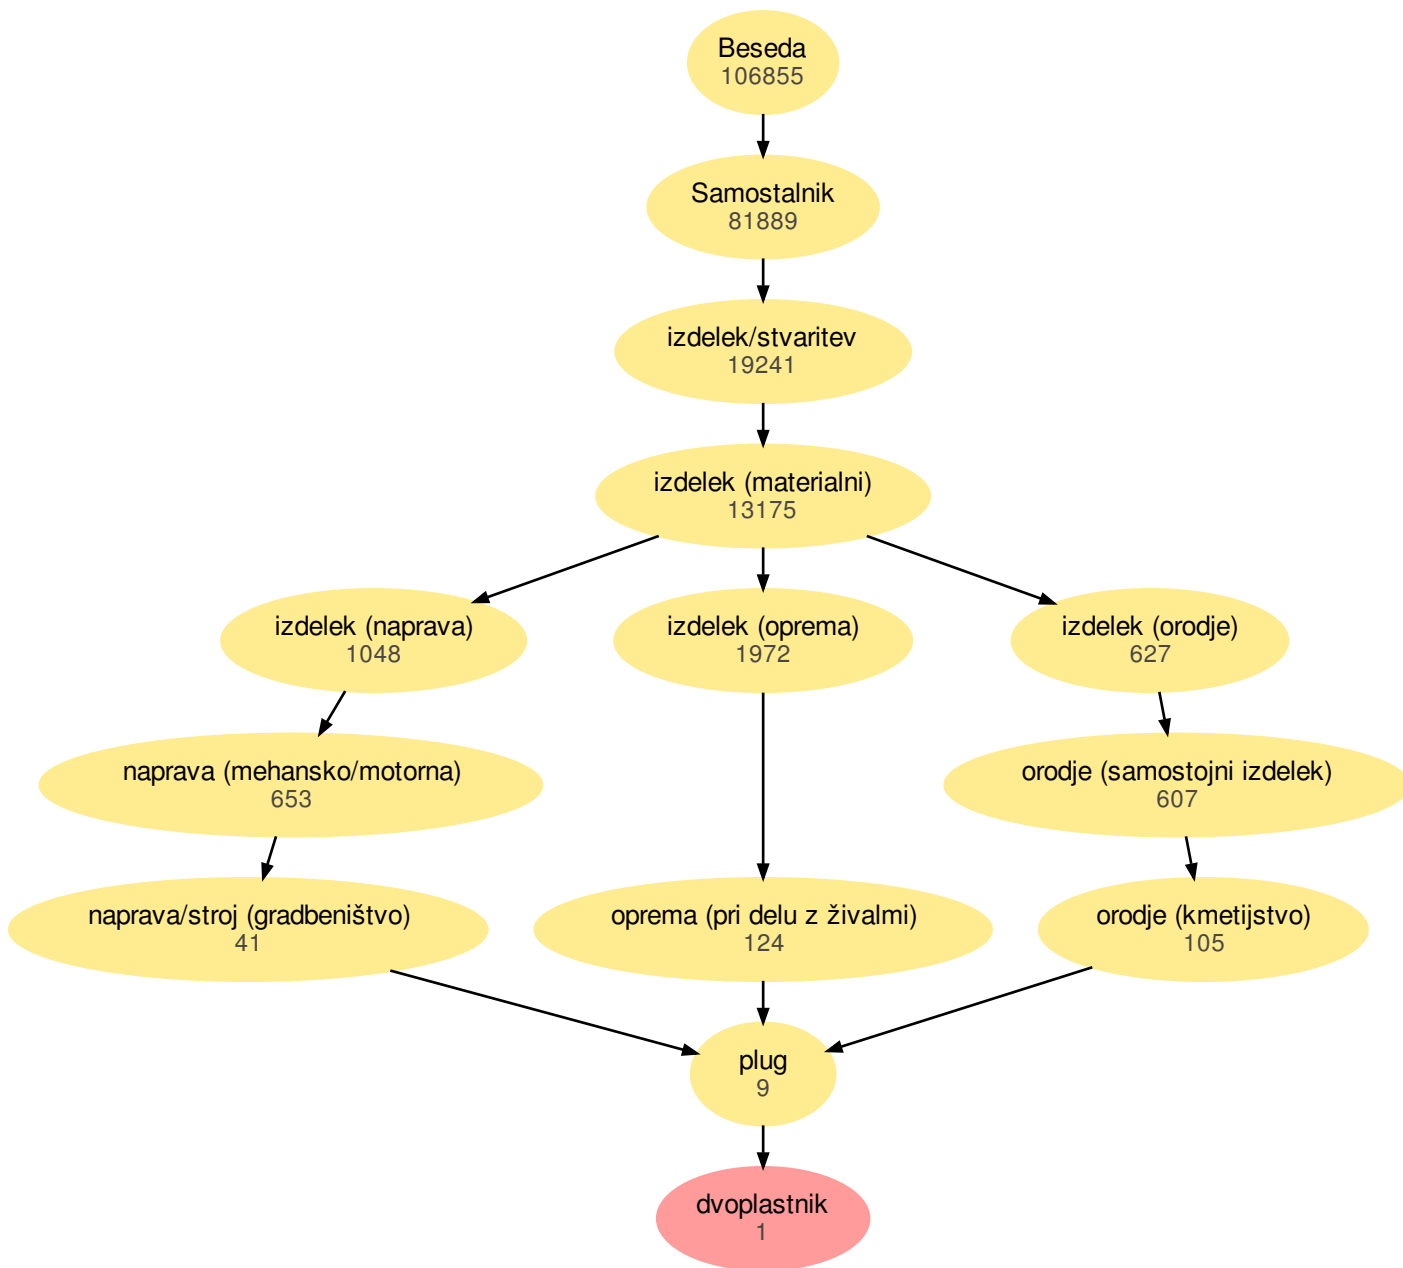 Beseda
106855
Samostalnik
81889
izdelek/stvaritev
19241
izdelek (materialni)
13175
izdelek (naprava)
1048
izdelek (oprema)
1972
izdelek (orodje)
627
naprava (mehansko/motorna)
653
orodje (samostojni izdelek)
607
naprava/stroj (gradbeništvo)
41
oprema (pri delu z živalmi)
124
orodje (kmetijstvo)
105
plug
9
dvoplastnik
1